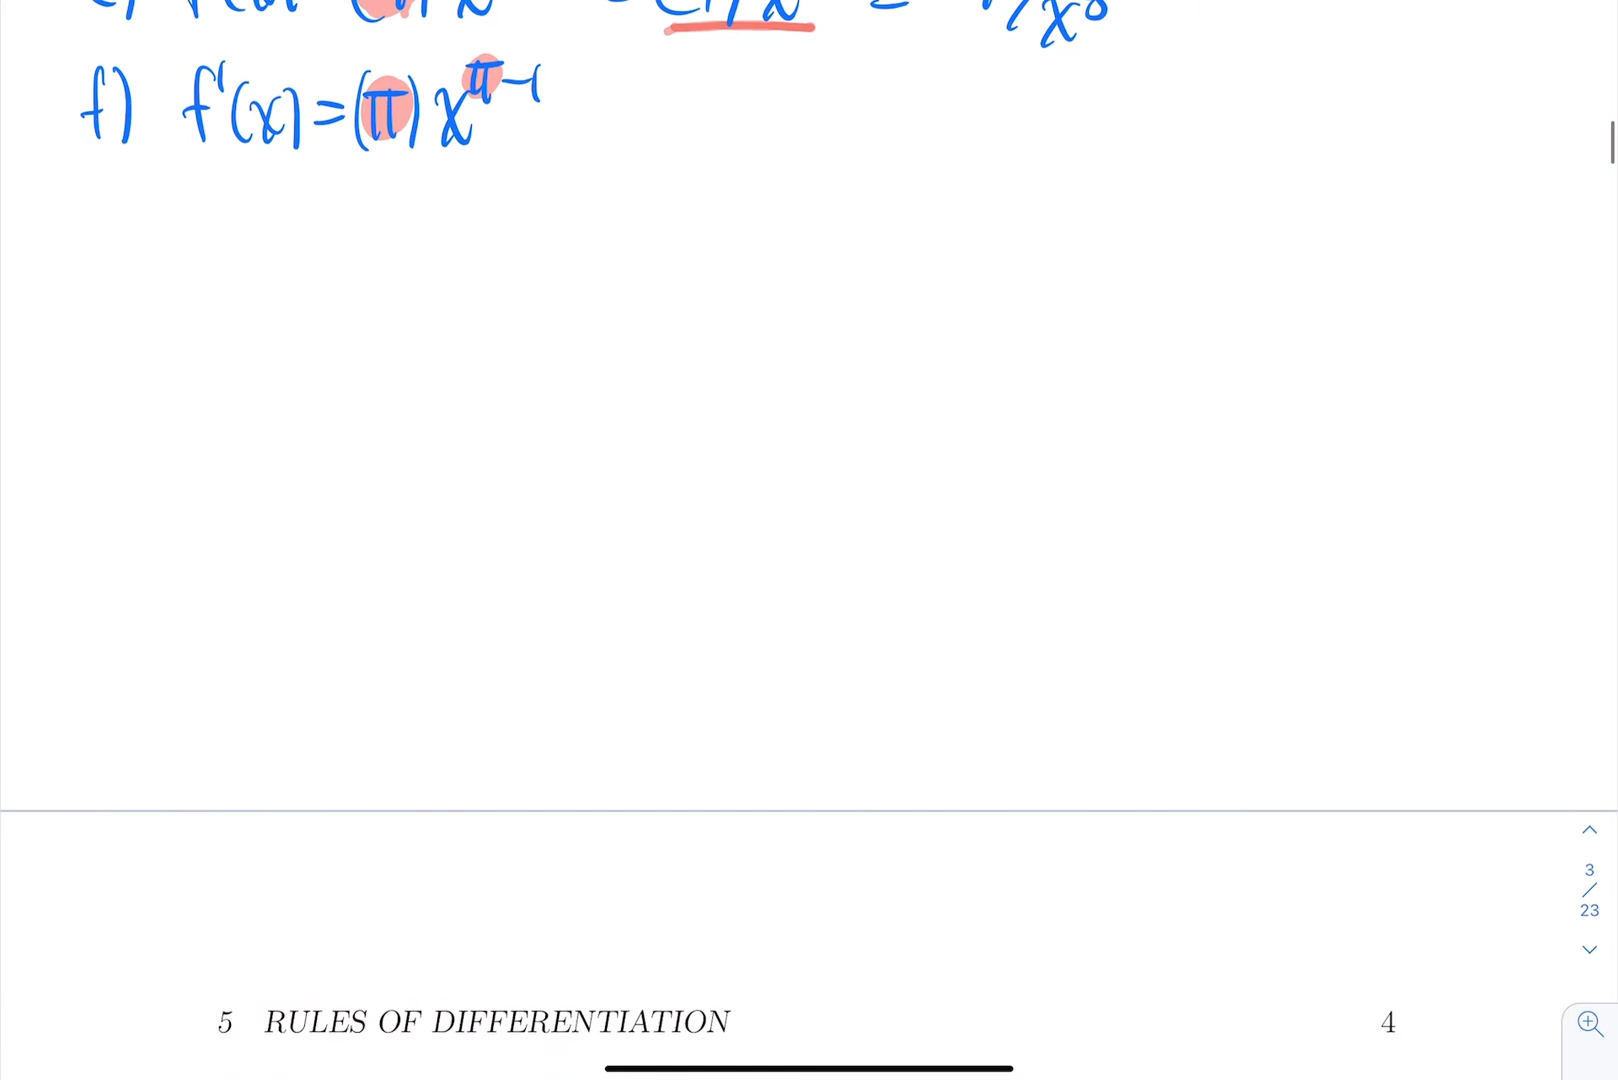 f) f'(x) = (π) x^{π-1}
3
/
23
5 RULES OF DIFFERENTIATION 4